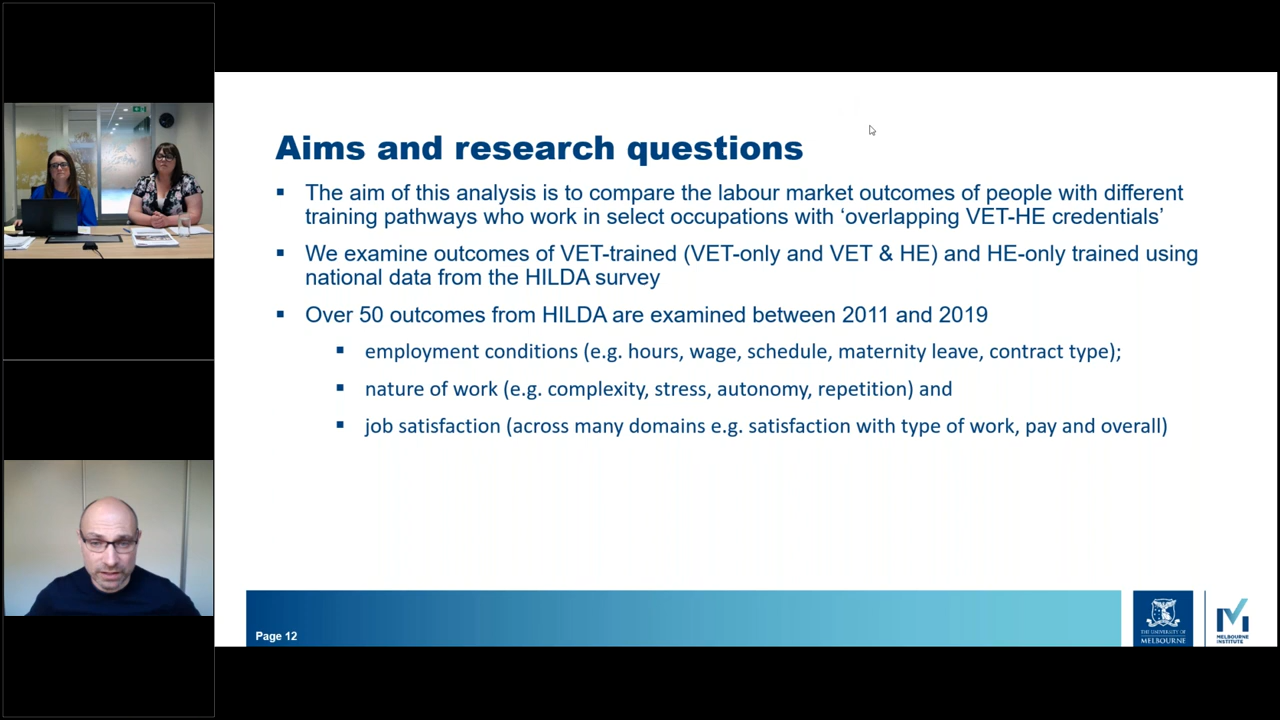 Aims and research questions
▪ The aim of this analysis is to compare the labour market outcomes of people with different
training pathways who work in select occupations with ‘overlapping VET-HE credentials’
▪ We examine outcomes of VET-trained (VET-only and VET & HE) and HE-only trained using
national data from the HILDA survey
▪ Over 50 outcomes from HILDA are examined between 2011 and 2019
▪ employment conditions (e.g. hours, wage, schedule, maternity leave, contract type);
▪ nature of work (e.g. complexity, stress, autonomy, repetition) and
▪ job satisfaction (across many domains e.g. satisfaction with type of work, pay and overall)
Page 12
THE UNIVERSITY OF
MELBOURNE
MELBOURNE
INSTITUTE